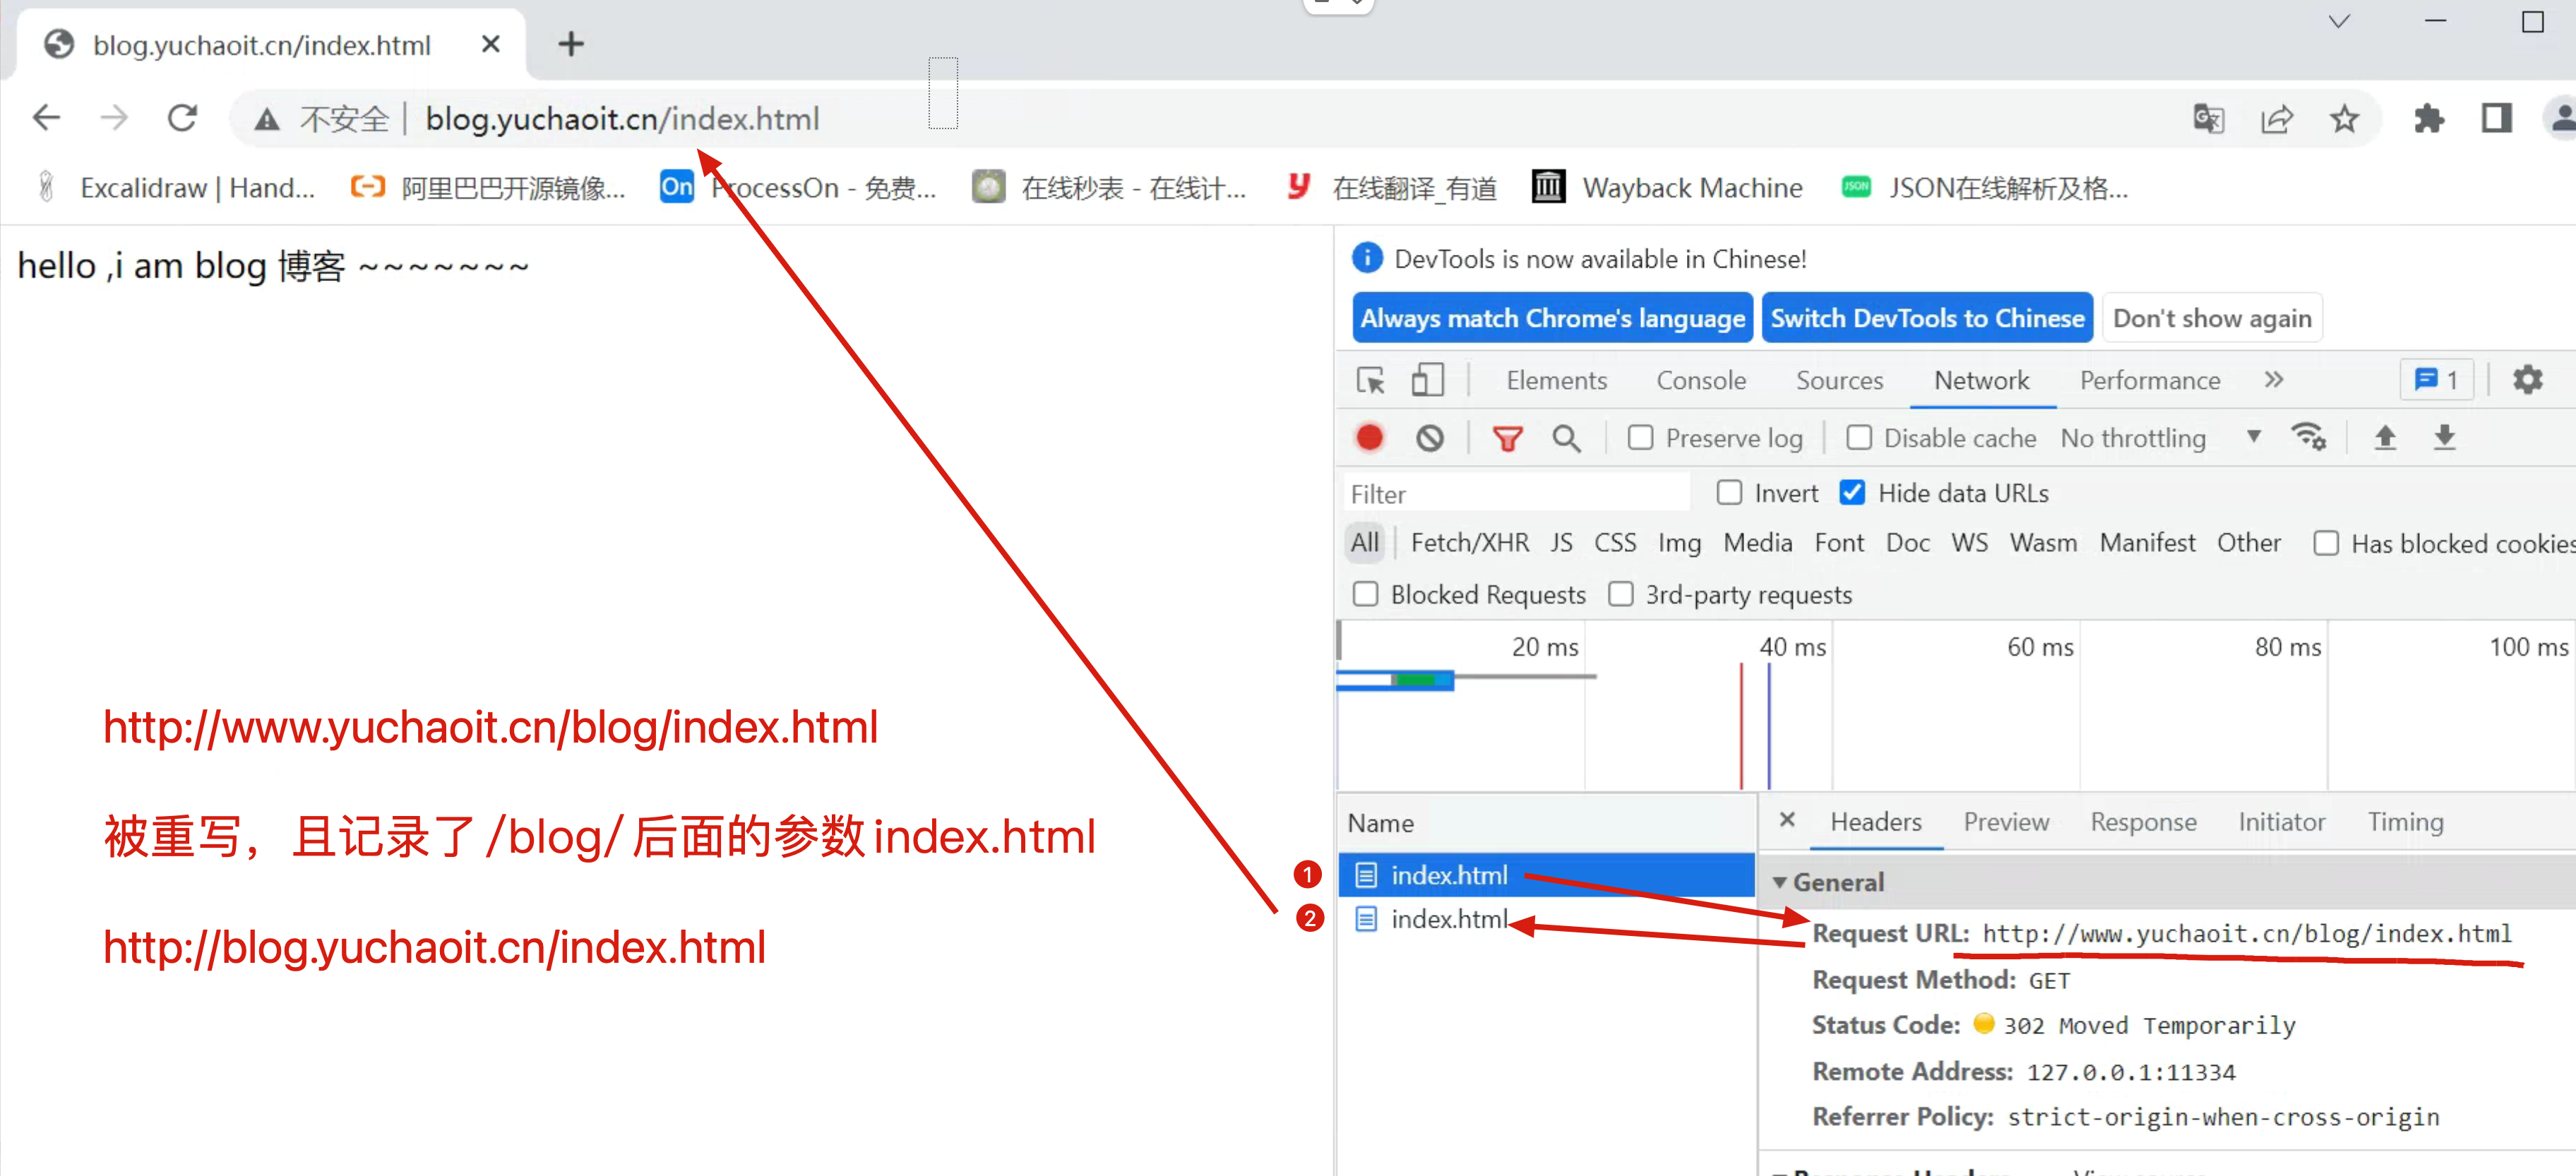 blog.yuchaoit.cn/index.html
不安全 | blog.yuchaoit.cn/index.html
Excalidraw | Hand...
阿里巴巴开源镜像...
On
ProcessOn - 免费...
在线秒表 - 在线计...
y
在线翻译_有道
Wayback Machine
JSON
JSON在线解析及格...
hello ,i am blog 博客 ~~~~~~~
http://www.yuchaoit.cn/blog/index.html
被重写，且记录了/blog/后面的参数index.html
http://blog.yuchaoit.cn/index.html
DevTools is now available in Chinese!
Always match Chrome's language Switch DevTools to Chinese Don't show again
Elements Console Sources Network Performance » 1
Preserve log Disable cache No throttling
Filter Invert Hide data URLs
All Fetch/XHR JS CSS Img Media Font Doc WS Wasm Manifest Other Has blocked cookies
Blocked Requests 3rd-party requests
20 ms 40 ms 60 ms 80 ms 100 ms
Name
1 index.html
2 index.html
Headers Preview Response Initiator Timing
General
Request URL: http://www.yuchaoit.cn/blog/index.html
Request Method: GET
Status Code: 302 Moved Temporarily
Remote Address: 127.0.0.1:11334
Referrer Policy: strict-origin-when-cross-origin